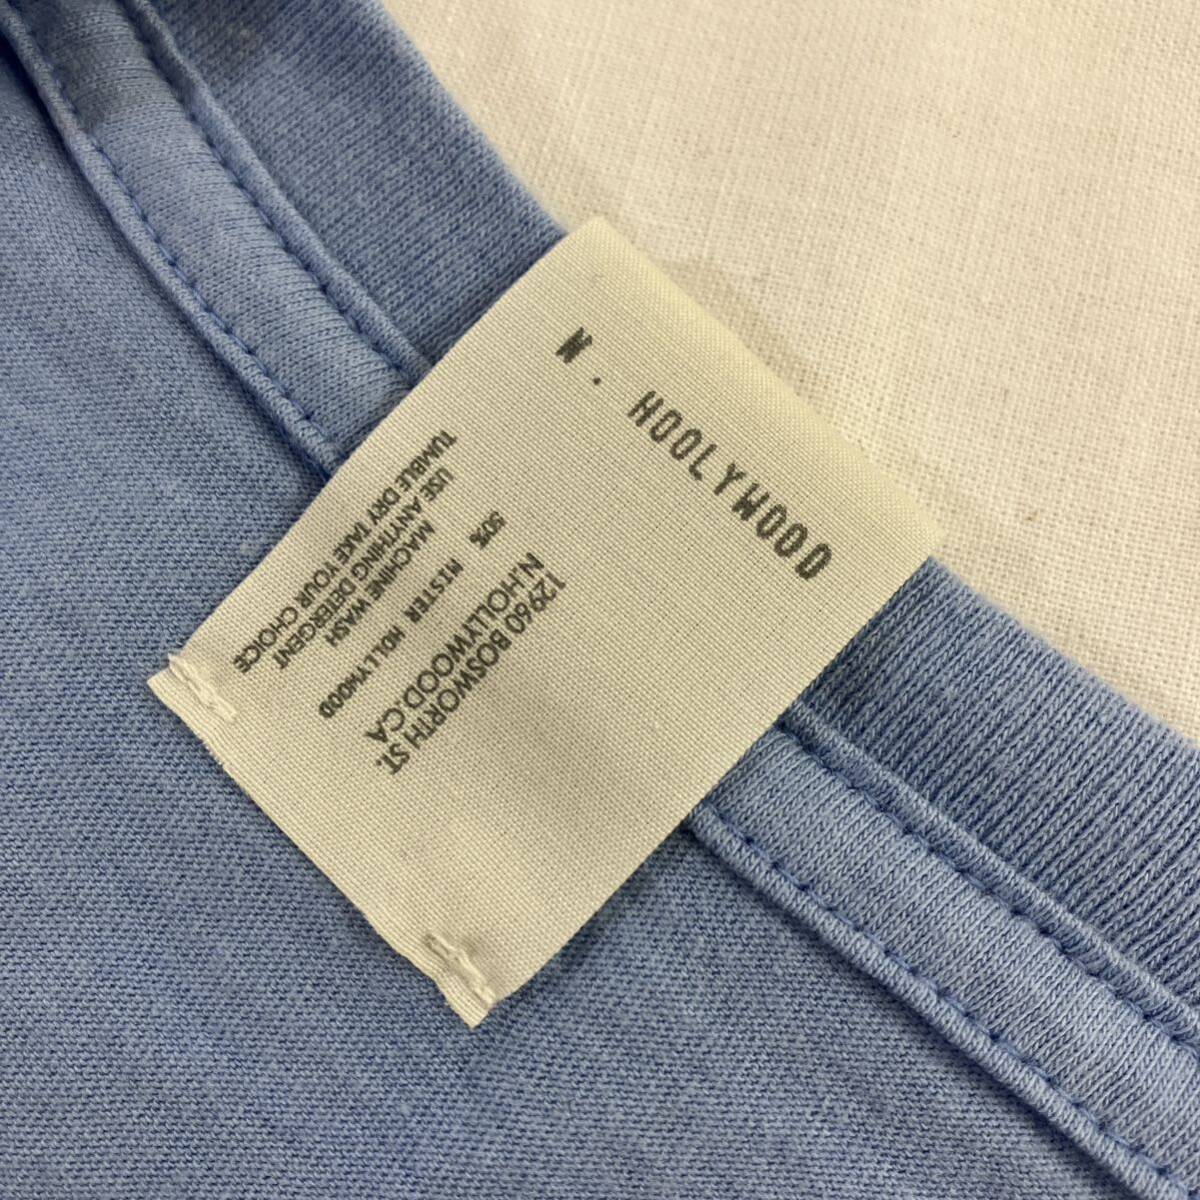 N. HOOLYWOOD
12960 BOSWORTH ST.
N.HOLLYWOOD.CA
50% MISTER HOLLYWOOD
MACHINE WASH
USE ANYTHING DETERGENT
TUMBLE DRY TAKE YOUR CHOICE